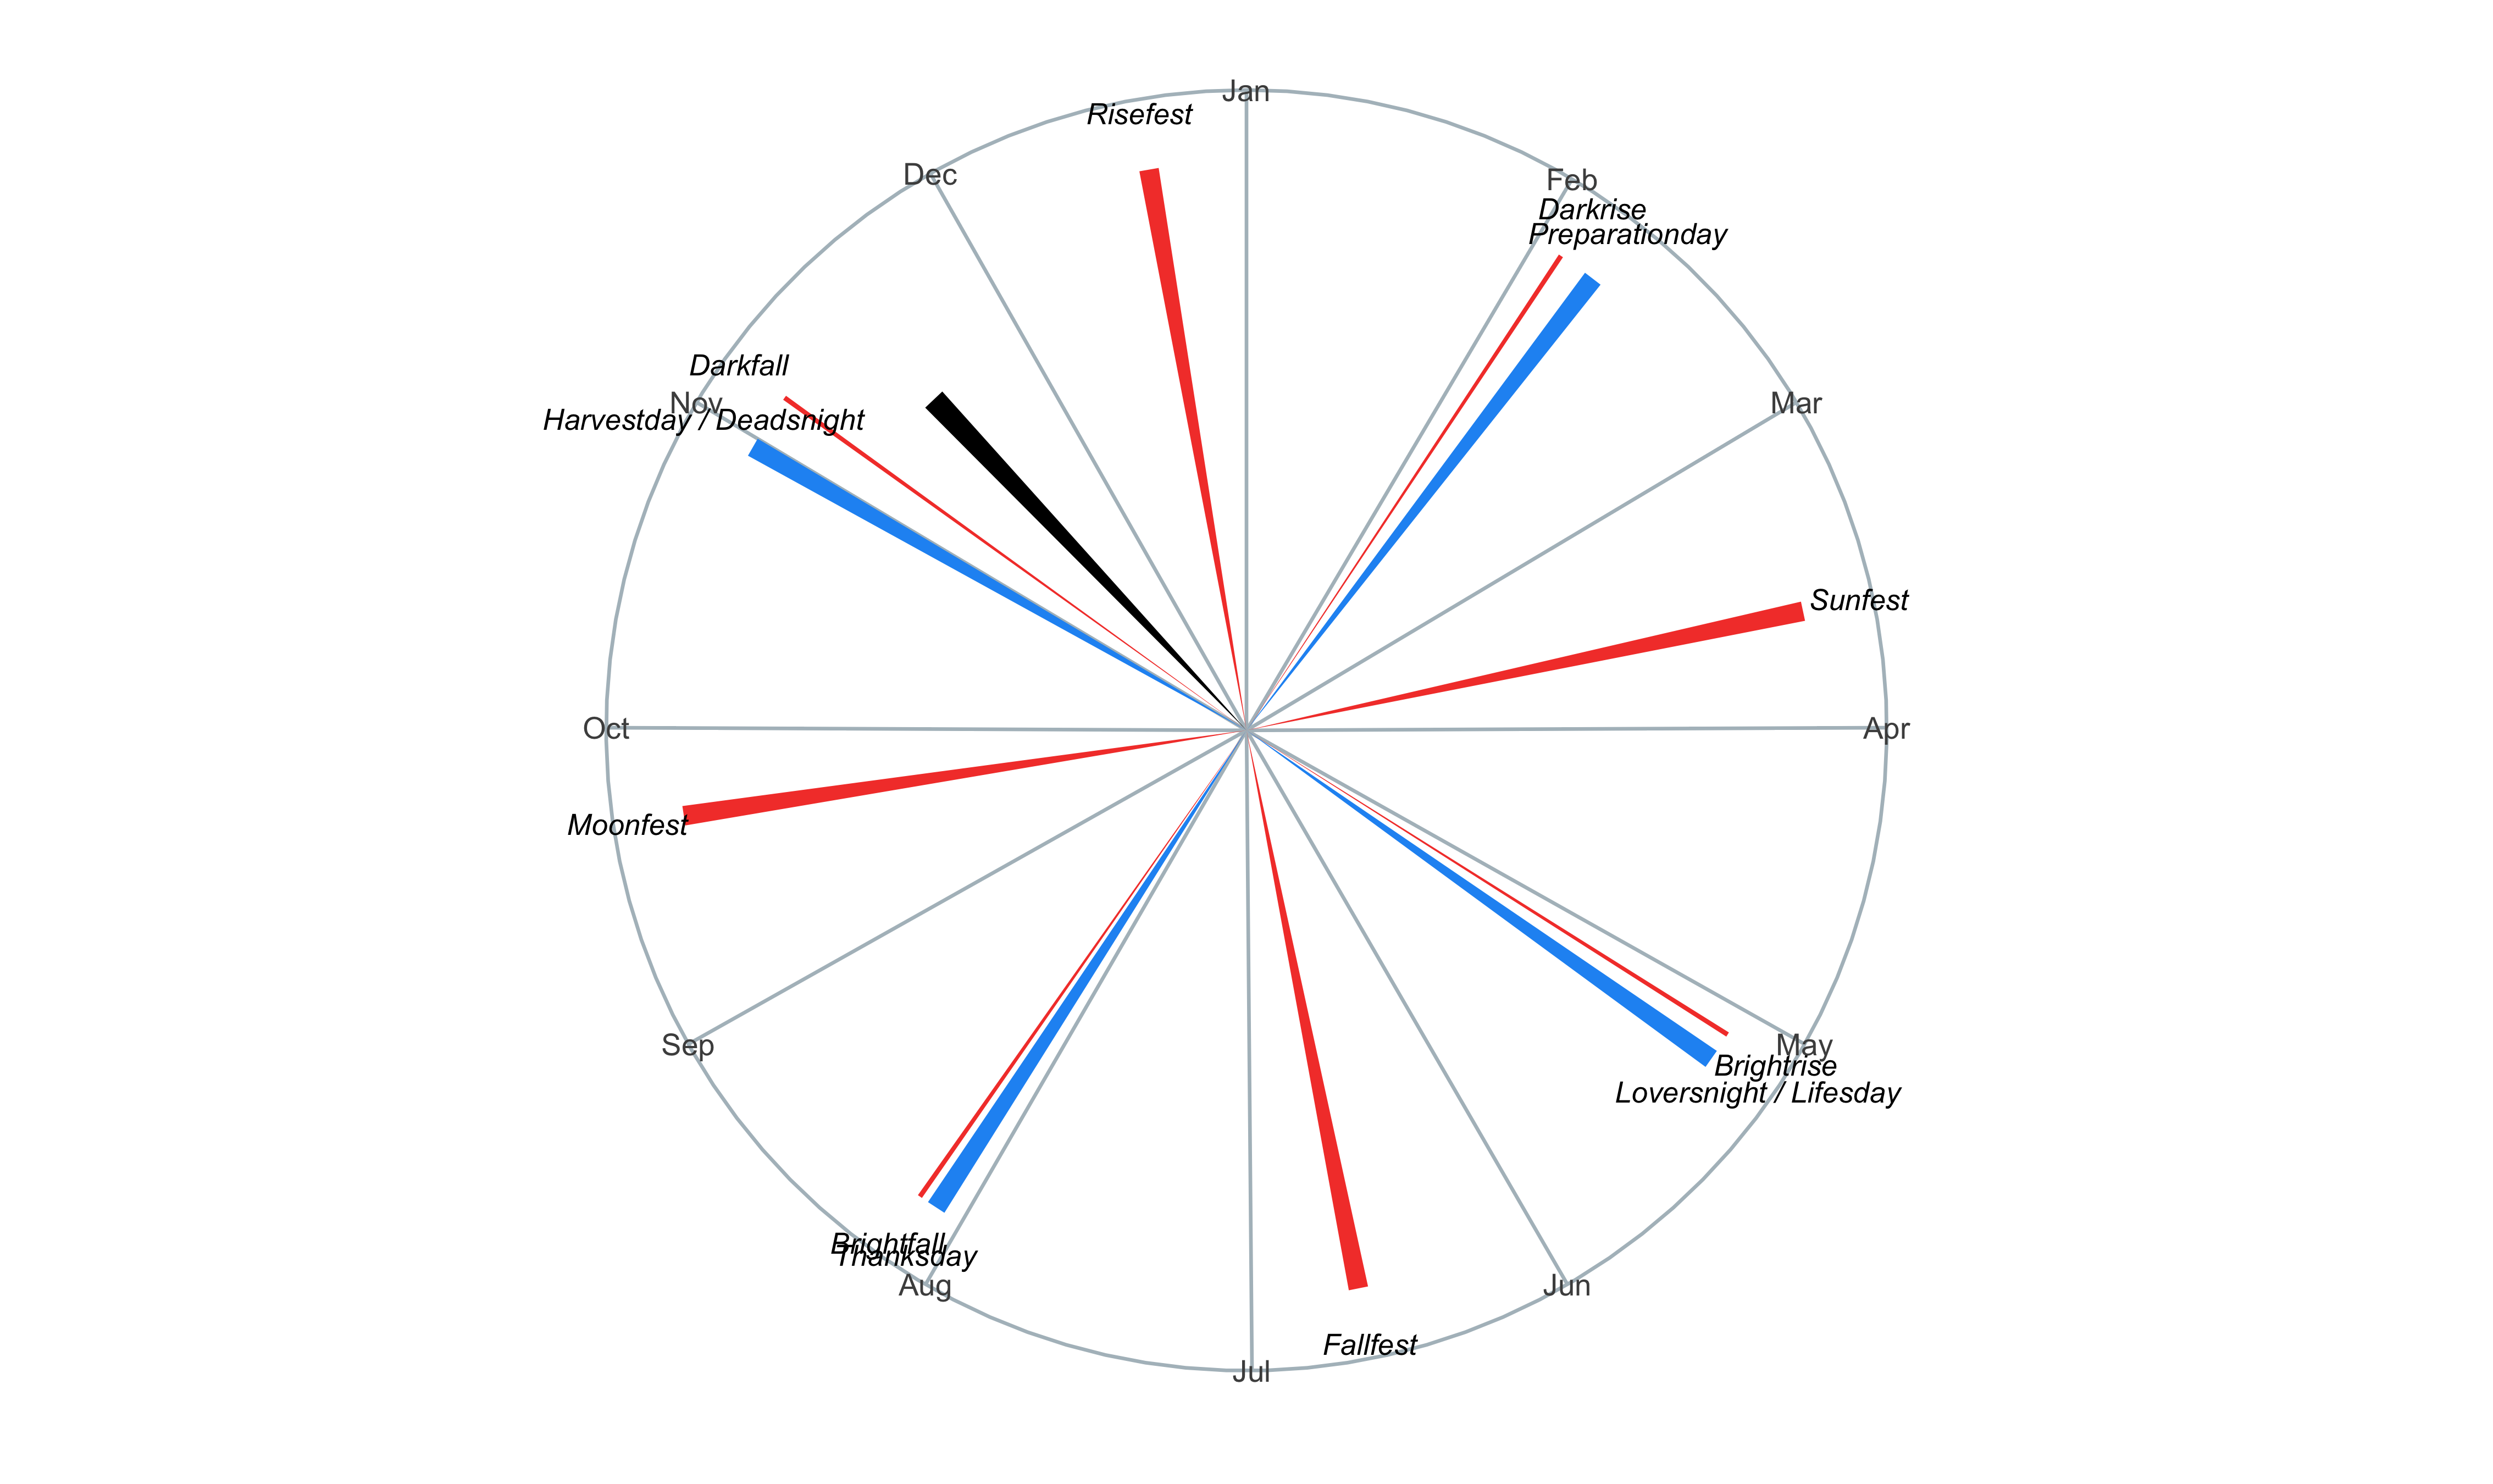 Jan
Risefest
Dec
Feb
Darkrise
Preparationday
Darkfall
Nov
Mar
Harvestday / Deadsnight
Sunfest
Oct
Apr
Moonfest
Sep
May
Brightrise
Loversnight / Lifesday
Brightfall
Thanksday
Aug
Jun
Fallfest
Jul